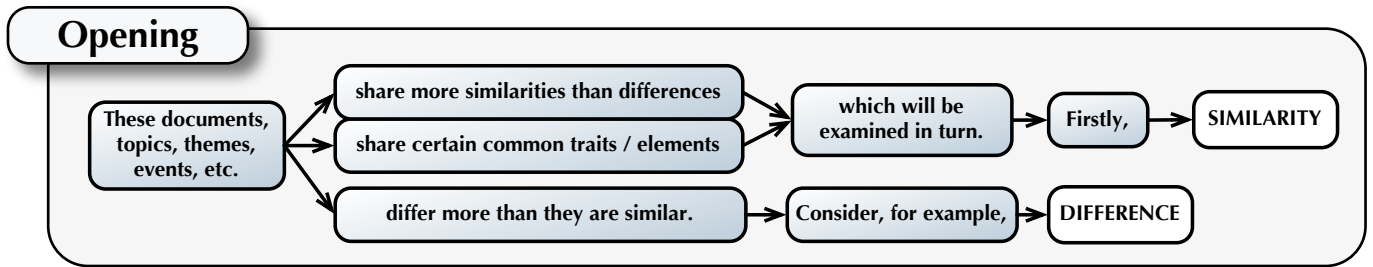 Opening
These documents,
topics, themes,
events, etc.
share more similarities than differences
share certain common traits / elements
differ more than they are similar.
which will be
examined in turn.
Firstly,
SIMILARITY
Consider, for example,
DIFFERENCE